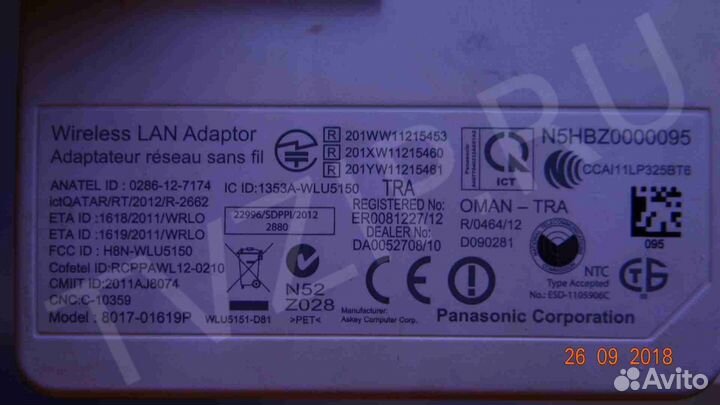 Wireless LAN Adaptor
Adaptateur réseau sans fil
R 201WW11215453
R 201XW11215460
R 201YW11215461
Panasonic
ICT
N5HBZ0000095
CCAI11LP325BT6
ANATEL ID : 0286-12-7174
IC ID:1353A-WLU5150
ictQATAR/RT/2012/R-2662
ETA ID : 1618/2011/WRLO
ETA ID : 1619/2011/WRLO
FCC ID : H8N-WLU5150
Cofetel ID:RCPPAWL12-0210
CMIIT ID:2011AJ8074
CNC:C-10359
Model : 8017-01619P
22996/SDPPI/2012
2880
WLU5151-D81
N52
Z028
>PET<
TRA
REGISTERED No:
ER0081227/12
DEALER No:
DA0052708/10
Manufacturer :
Askey Computer Corp.
OMAN - TRA
R/0464/12
D090281
095
NTC
Type Accepted
No.: ESD-1105906C
Panasonic Corporation
IVZIP.RU
26 09 2018
Avito